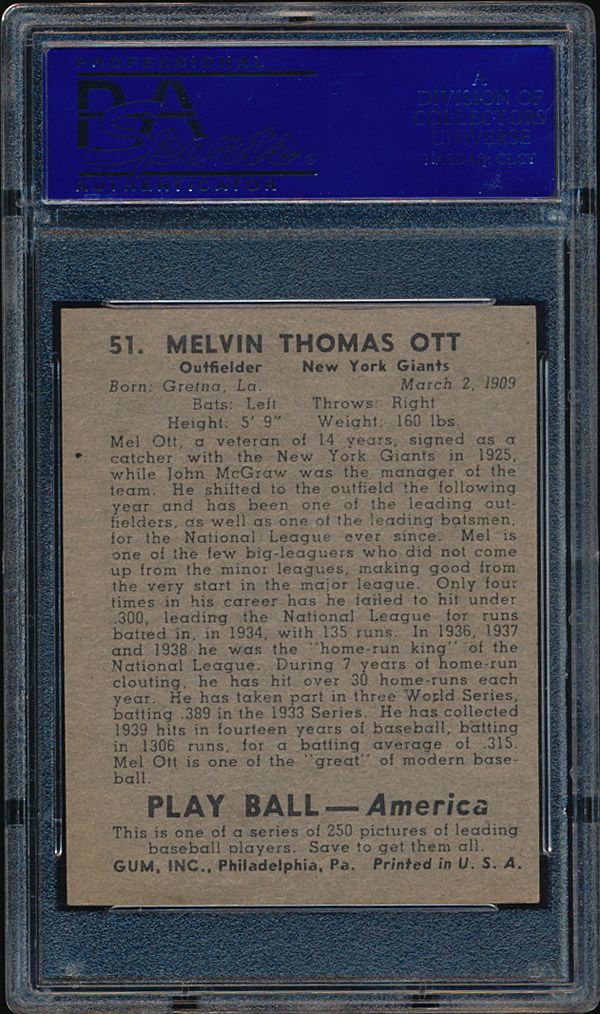 PROFESSIONAL
PSA
Sports
AUTHENTICATOR
A
DIVISION OF
COLLECTORS
UNIVERSE
NASDAQ: CLCT
51. MELVIN THOMAS OTT
Outfielder New York Giants
Born: Gretna, La. March 2, 1909
Bats: Left Throws: Right
Height: 5' 9" Weight: 160 lbs.
Mel Ott, a veteran of 14 years, signed as a
catcher with the New York Giants in 1925,
while John McGraw was the manager of the
team. He shifted to the outfield the following
year and has been one of the leading out-
fielders, as well as one of the leading batsmen,
for the National League ever since. Mel is
one of the few big-leaguers who did not come
up from the minor leagues, making good from
the very start in the major league. Only four
times in his career has he failed to hit under
.300, leading the National League for runs
batted in, in 1934, with 135 runs. In 1936, 1937
and 1938 he was the "home-run king" of the
National League. During 7 years of home-run
clouting, he has hit over 30 home-runs each
year. He has taken part in three World Series,
batting .389 in the 1933 Series. He has collected
1939 hits in fourteen years of baseball, batting
in 1306 runs, for a batting average of .315.
Mel Ott is one of the "great" of modern base-
ball.
PLAY BALL — America
This is one of a series of 250 pictures of leading
baseball players. Save to get them all.
GUM, INC., Philadelphia, Pa. Printed in U. S. A.